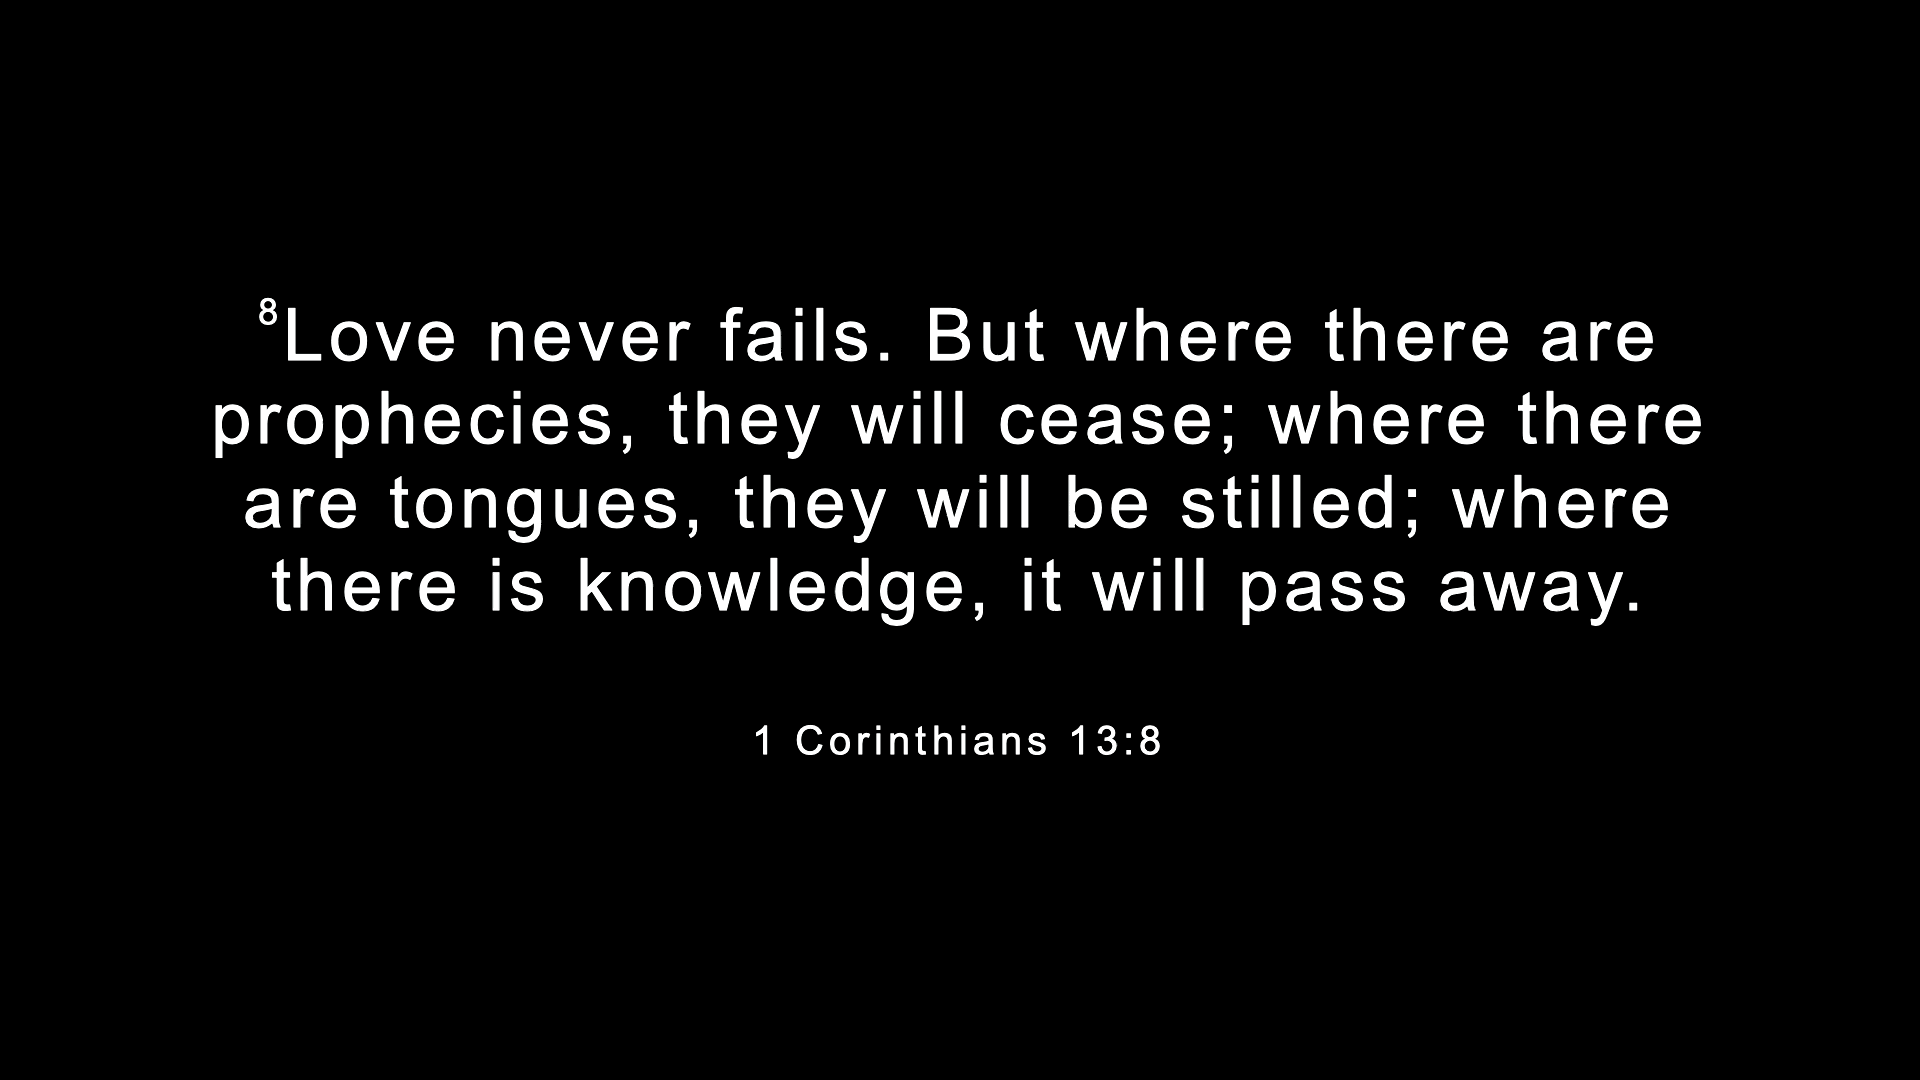 ⁸Love never fails. But where there are
prophecies, they will cease; where there
are tongues, they will be stilled; where
there is knowledge, it will pass away.
1 Corinthians 13:8